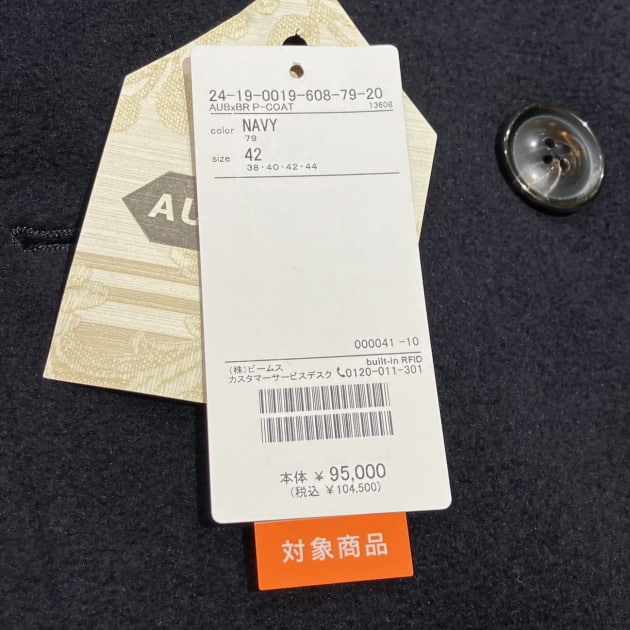 24-19-0019-608-79-20
AUBxBR P-COAT 13608
color NAVY
79
size 42
38・40・42・44
AU
000041 -10
built-in RFID
(株)ビームス
カスタマーサービスデスク 0120-011-301
本体 ¥ 95,000
(税込 ¥104,500)
対象商品